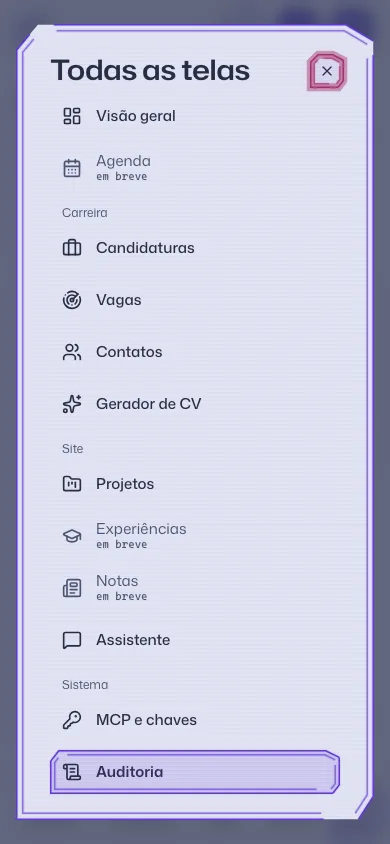 Todas as telas
Visão geral
Agenda
em breve
Carreira
Candidaturas
Vagas
Contatos
Gerador de CV
Site
Projetos
Experiências
em breve
Notas
em breve
Assistente
Sistema
MCP e chaves
Auditoria